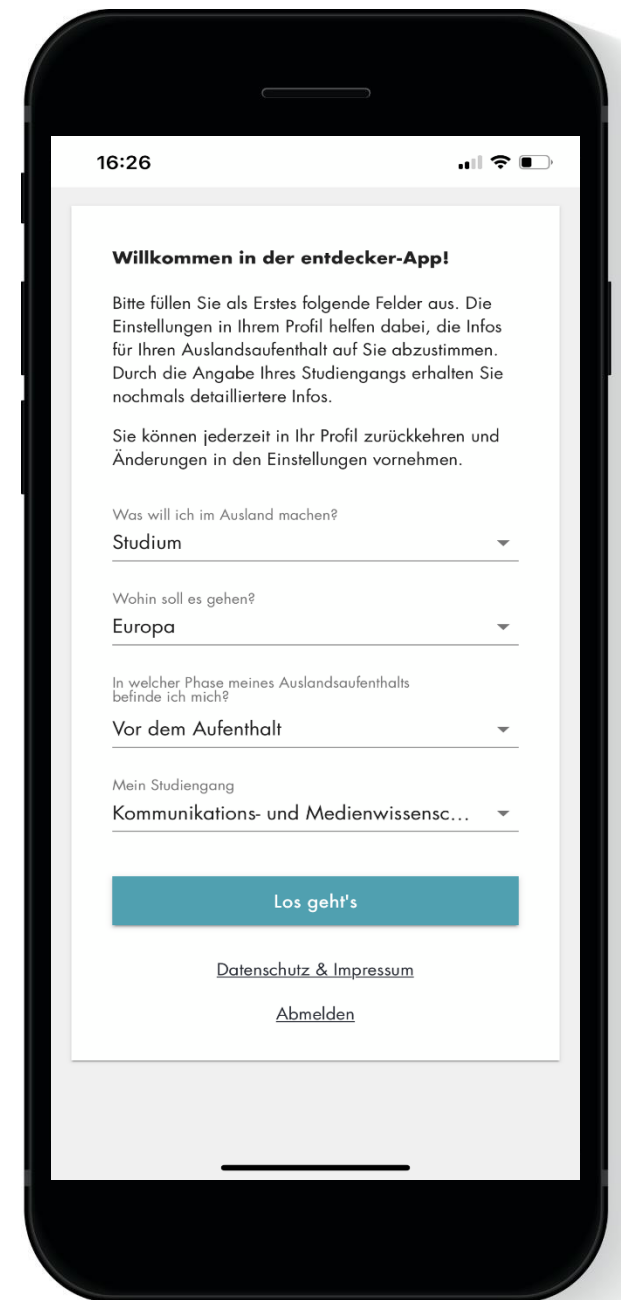 16:26
Willkommen in der entdecker-App!
Bitte füllen Sie als Erstes folgende Felder aus. Die
Einstellungen in Ihrem Profil helfen dabei, die Infos
für Ihren Auslandsaufenthalt auf Sie abzustimmen.
Durch die Angabe Ihres Studiengangs erhalten Sie
nochmals detailliertere Infos.
Sie können jederzeit in Ihr Profil zurückkehren und
Änderungen in den Einstellungen vornehmen.
Was will ich im Ausland machen?
Studium
Wohin soll es gehen?
Europa
In welcher Phase meines Auslandsaufenthalts
befinde ich mich?
Vor dem Aufenthalt
Mein Studiengang
Kommunikations- und Medienwissensc...
Los geht's
Datenschutz & Impressum
Abmelden